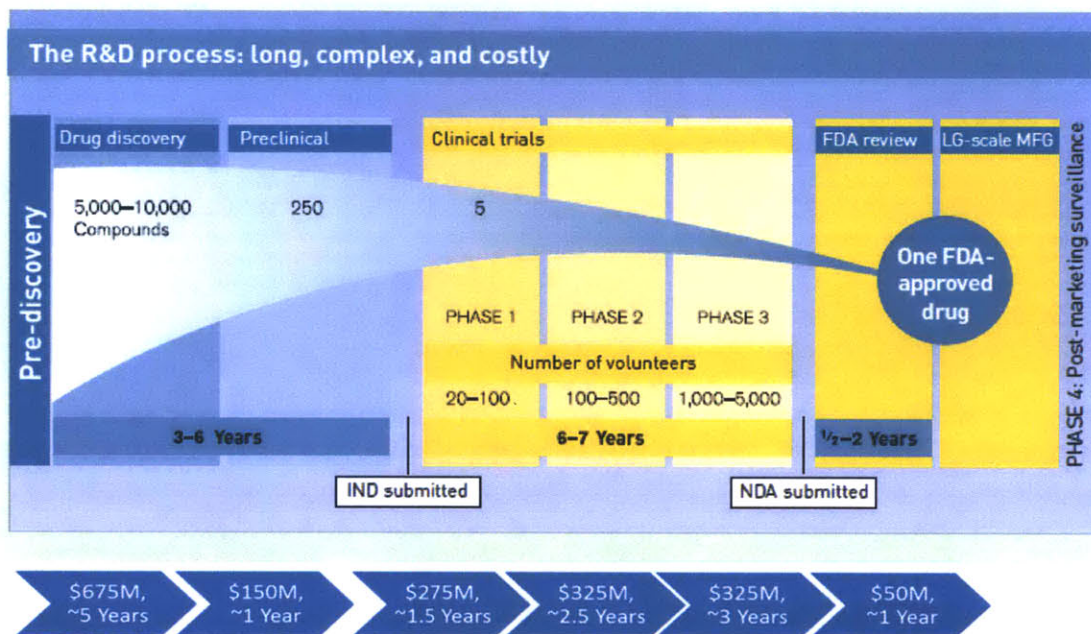 The R&D process: long, complex, and costly
Pre-discovery
Drug discovery
Preclinical
Clinical trials
FDA review
LG-scale MFG
5,000–10,000
Compounds
250
5
One FDA-
approved
drug
PHASE 1
PHASE 2
PHASE 3
Number of volunteers
20–100
100–500
1,000–5,000
3–6 Years
6–7 Years
½–2 Years
IND submitted
NDA submitted
PHASE 4: Post-marketing surveillance
$675M,
~5 Years
$150M,
~1 Year
$275M,
~1.5 Years
$325M,
~2.5 Years
$325M,
~3 Years
$50M,
~1 Year